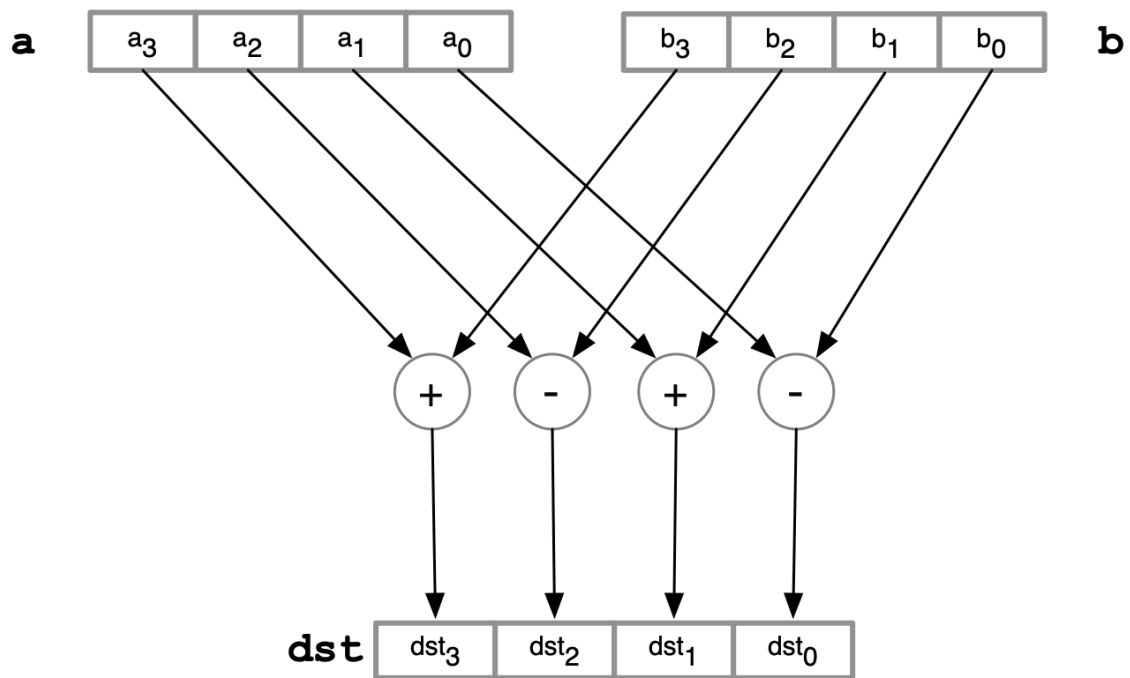 a a₃ a₂ a₁ a₀ b₃ b₂ b₁ b₀ b
+ - + -
dst dst₃ dst₂ dst₁ dst₀